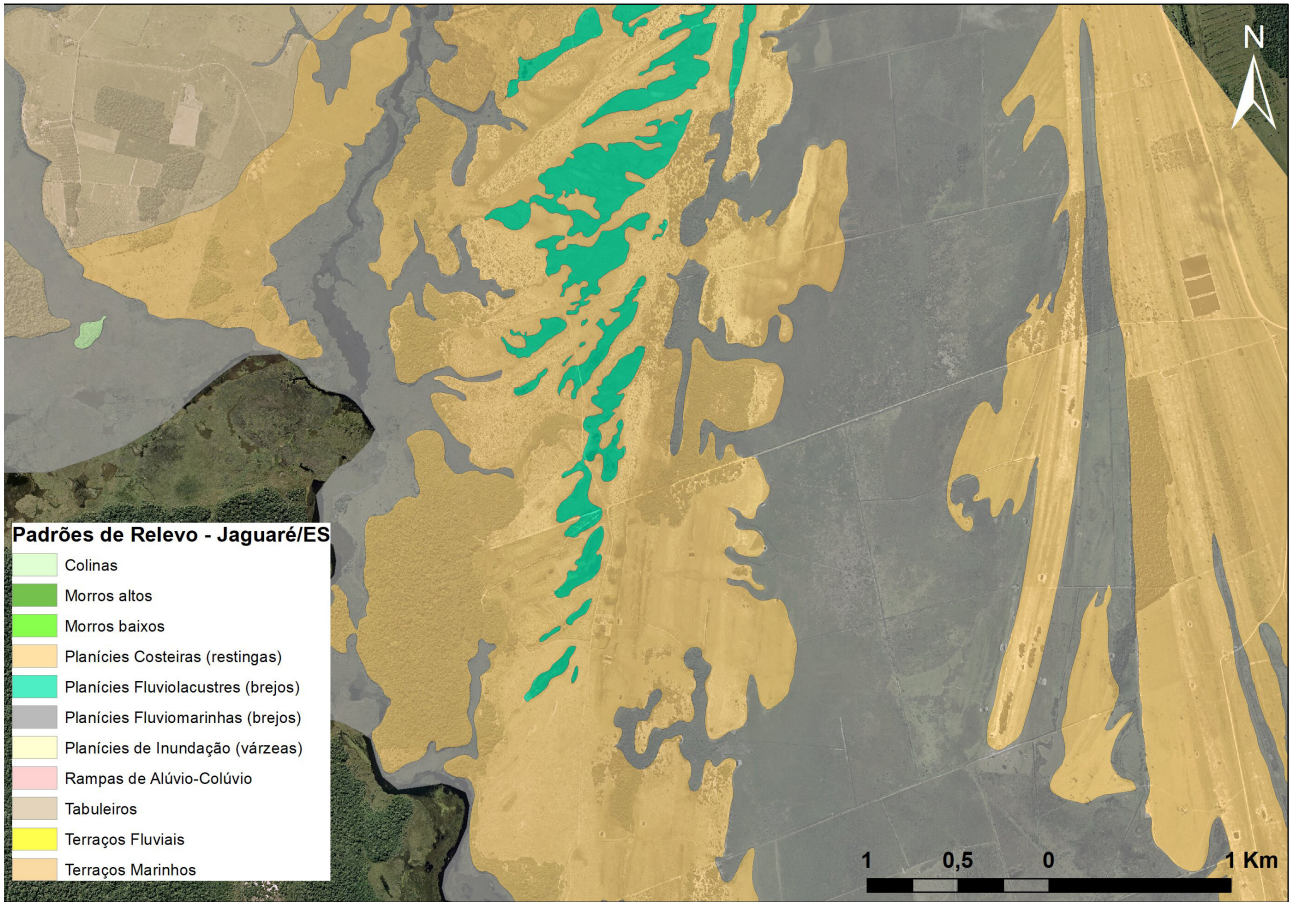 N
Padrões de Relevo - Jaguaré/ES
Colinas
Morros altos
Morros baixos
Planícies Costeiras (restingas)
Planícies Fluviolacustres (brejos)
Planícies Fluviomarinhas (brejos)
Planícies de Inundação (várzeas)
Rampas de Alúvio-Colúvio
Tabuleiros
Terraços Fluviais
Terraços Marinhos
1 0,5 0 1 Km